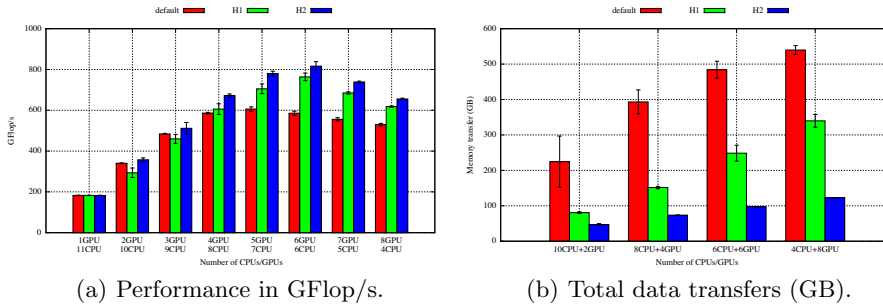 default H1 H2
1000
800
600
400
200
0
GFlop/s
1GPU 2GPU 3GPU 4GPU 5GPU 6GPU 7GPU 8GPU
11CPU 10CPU 9CPU 8CPU 7CPU 6CPU 5CPU 4CPU
Number of CPUs/GPUs
(a) Performance in GFlop/s.
default H1 H2
600
500
400
300
200
100
0
Memory transfer (GB)
10CPU+2GPU 8CPU+4GPU 6CPU+6GPU 4CPU+8GPU
Number of CPUs/GPUs
(b) Total data transfers (GB).